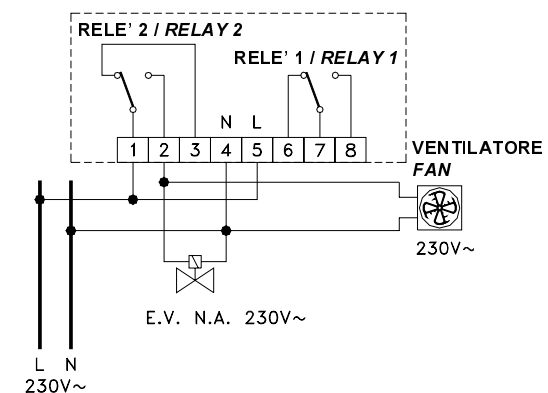 RELE' 2 / RELAY 2
RELE' 1 / RELAY 1
N L
1 2 3 4 5 6 7 8
VENTILATORE
FAN
230V~
E.V. N.A. 230V~
L N
230V~